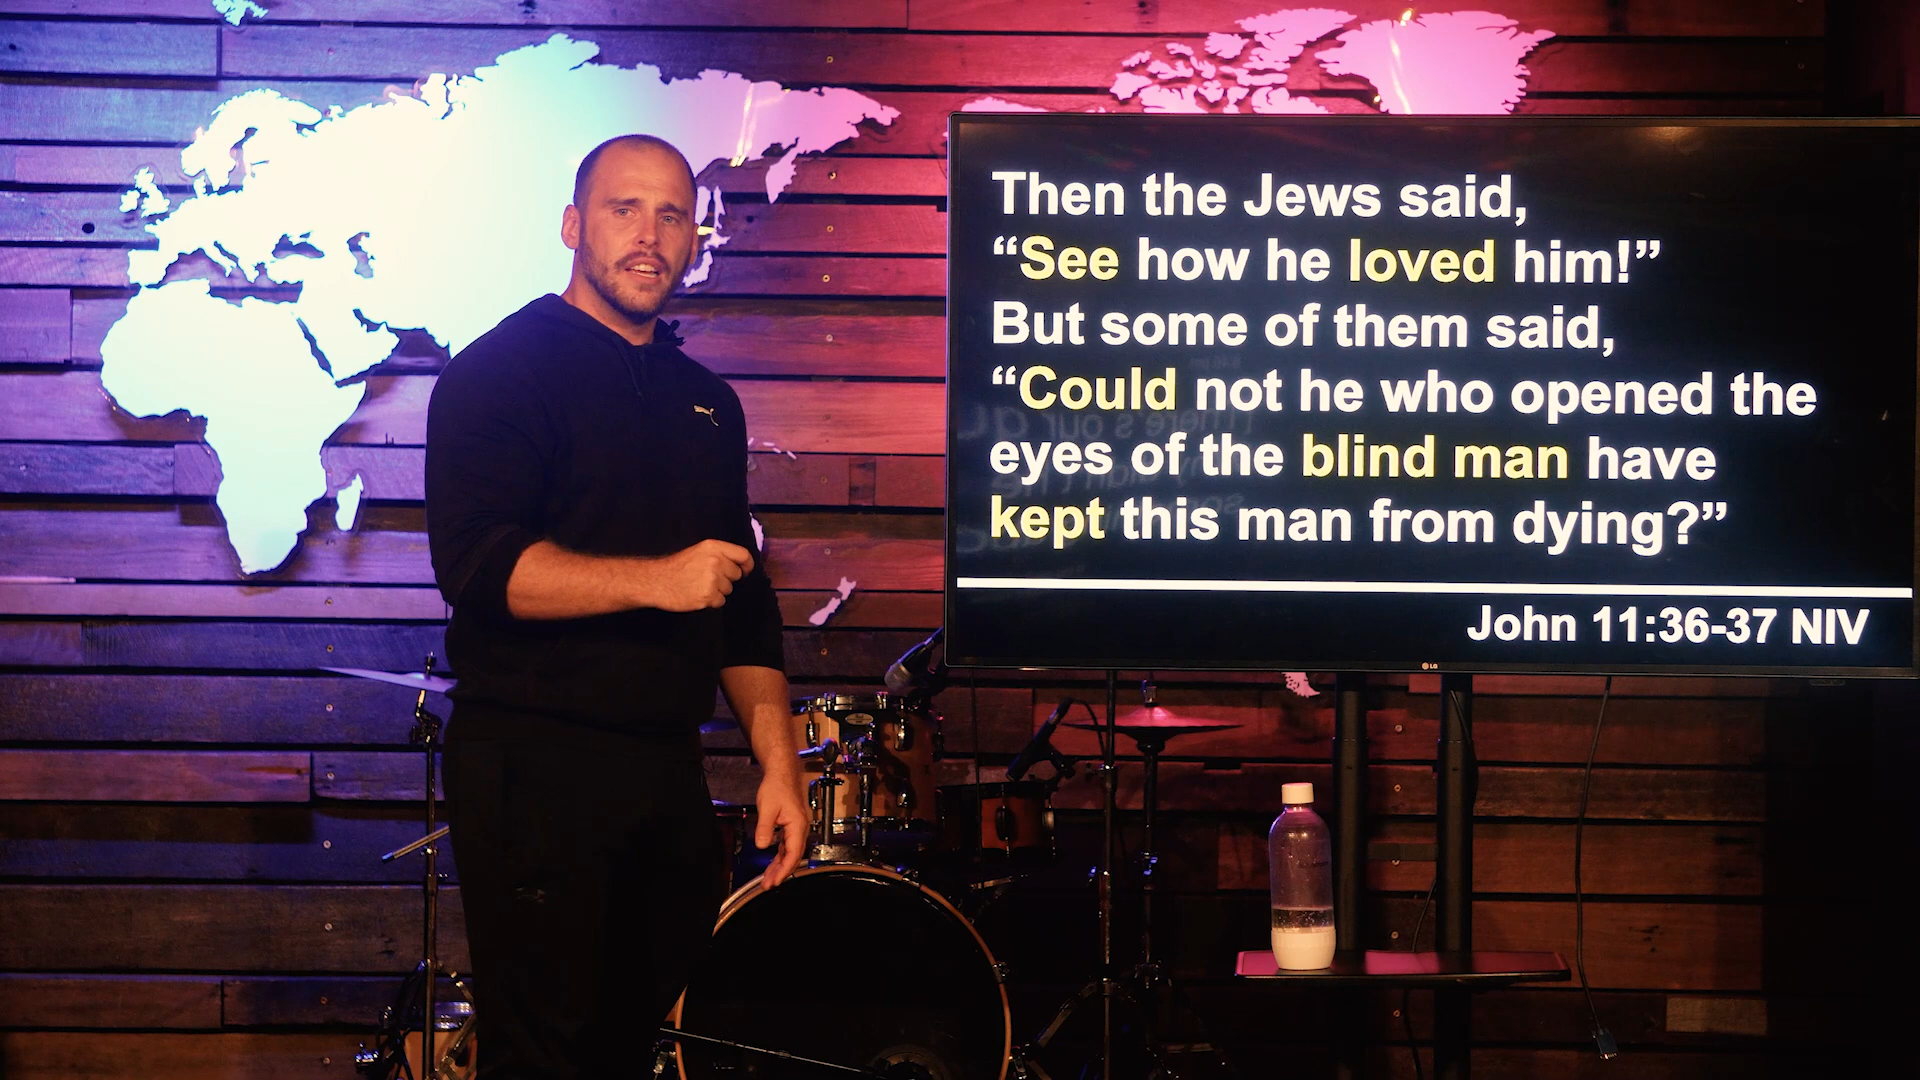 Then the Jews said,
“See how he loved him!”
But some of them said,
“Could not he who opened the
eyes of the blind man have
kept this man from dying?”
John 11:36-37 NIV
LG